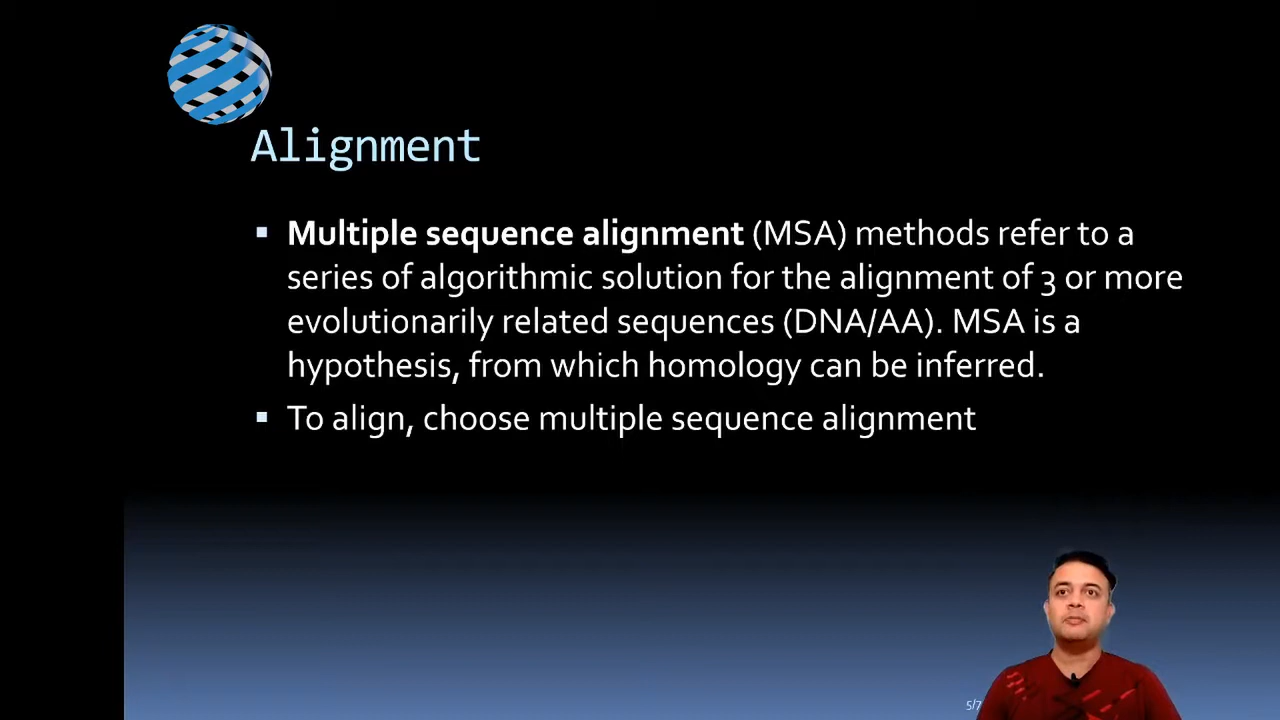 Alignment
▪ Multiple sequence alignment (MSA) methods refer to a
series of algorithmic solution for the alignment of 3 or more
evolutionarily related sequences (DNA/AA). MSA is a
hypothesis, from which homology can be inferred.
▪ To align, choose multiple sequence alignment
5/7